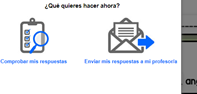 ¿Qué quieres hacer ahora?
Comprobar mis respuestas
Enviar mis respuestas a mi profesor/a